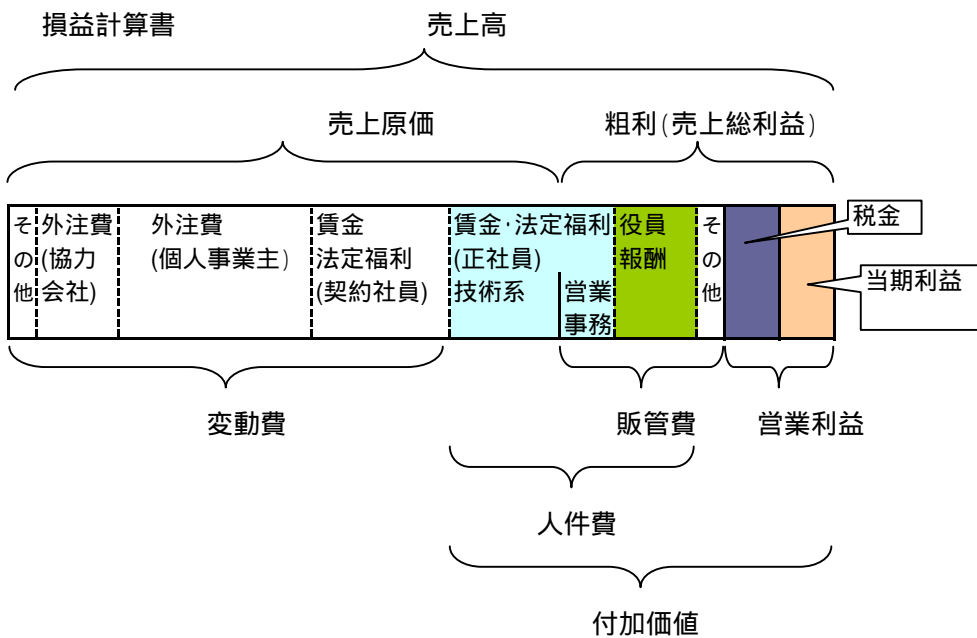 損益計算書
売上高
売上原価
粗利(売上総利益)
その他
外注費
(協力
会社)
外注費
(個人事業主)
賃金
法定福利
(契約社員)
賃金・法定福利
(正社員)
技術系
営業
事務
役員
報酬
その他
税金
当期利益
変動費
販管費
営業利益
人件費
付加価値